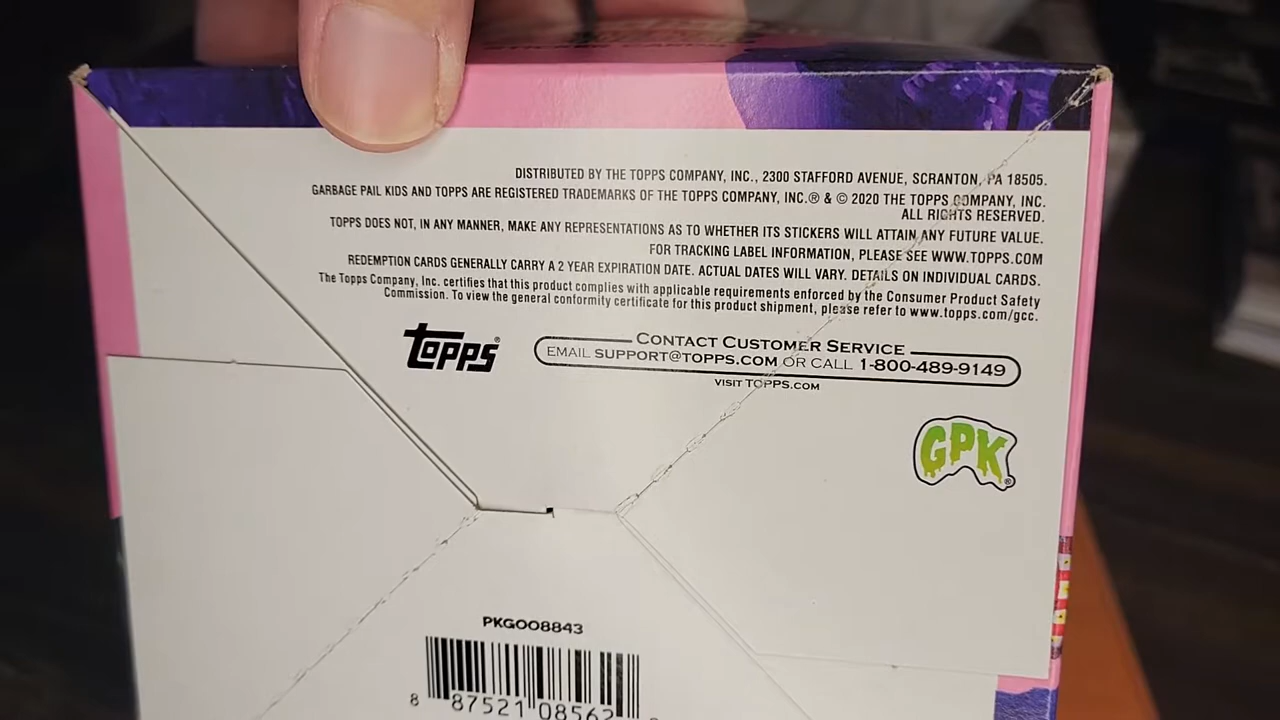 DISTRIBUTED BY THE TOPPS COMPANY, INC., 2300 STAFFORD AVENUE, SCRANTON, PA 18505.
GARBAGE PAIL KIDS AND TOPPS ARE REGISTERED TRADEMARKS OF THE TOPPS COMPANY, INC.® & © 2020 THE TOPPS COMPANY, INC.
ALL RIGHTS RESERVED.
TOPPS DOES NOT, IN ANY MANNER, MAKE ANY REPRESENTATIONS AS TO WHETHER ITS STICKERS WILL ATTAIN ANY FUTURE VALUE.
FOR TRACKING LABEL INFORMATION, PLEASE SEE WWW.TOPPS.COM
REDEMPTION CARDS GENERALLY CARRY A 2 YEAR EXPIRATION DATE. ACTUAL DATES WILL VARY. DETAILS ON INDIVIDUAL CARDS.
The Topps Company, Inc. certifies that this product complies with applicable requirements enforced by the Consumer Product Safety
Commission. To view the general conformity certificate for this product shipment, please refer to www.topps.com/gcc.
topps®
CONTACT CUSTOMER SERVICE
EMAIL SUPPORT@TOPPS.COM OR CALL 1-800-489-9149
VISIT TOPPS.COM
GPK®
PKG008843
8 87521 08562